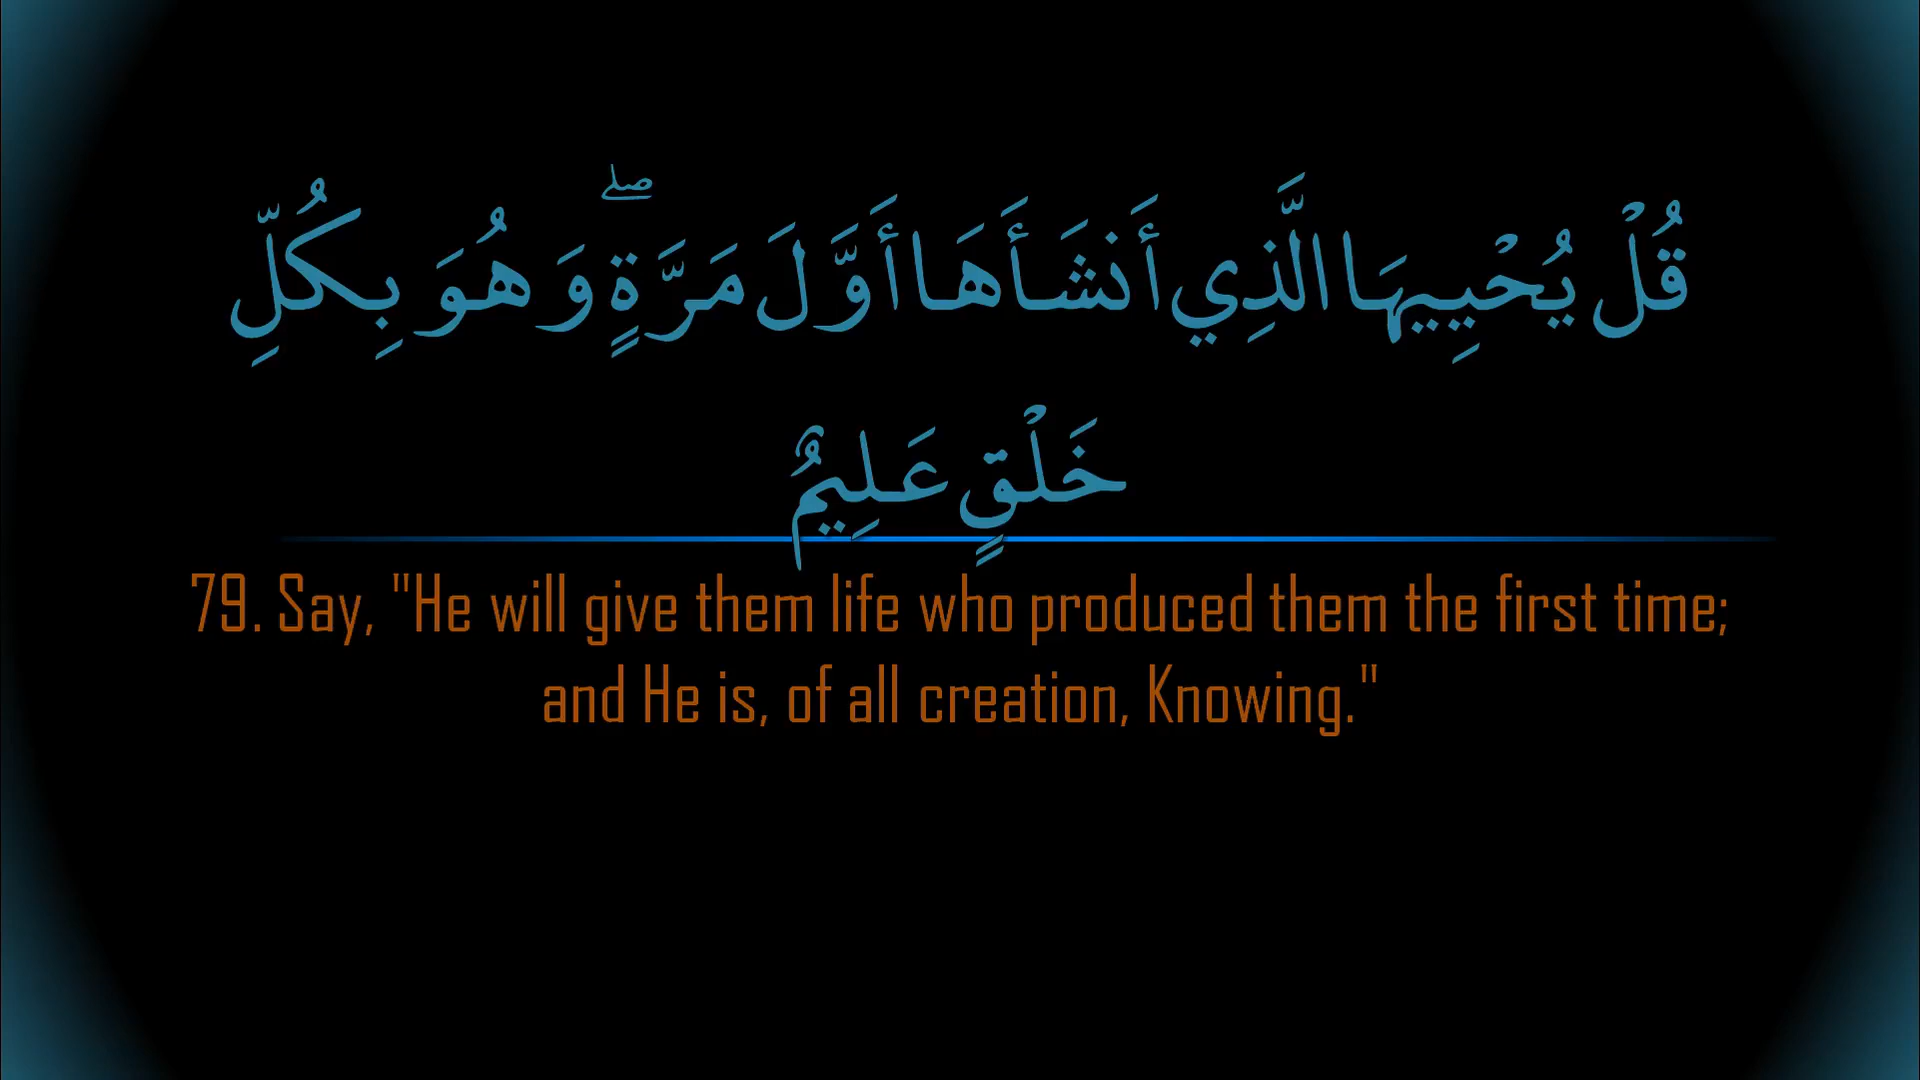 قُلْ يُحْيِيهَا الَّذِي أَنشَأَهَا أَوَّلَ مَرَّةٍ ۖ وَهُوَ بِكُلِّ
خَلْقٍ عَلِيمٌ
79. Say, "He will give them life who produced them the first time;
and He is, of all creation, Knowing."